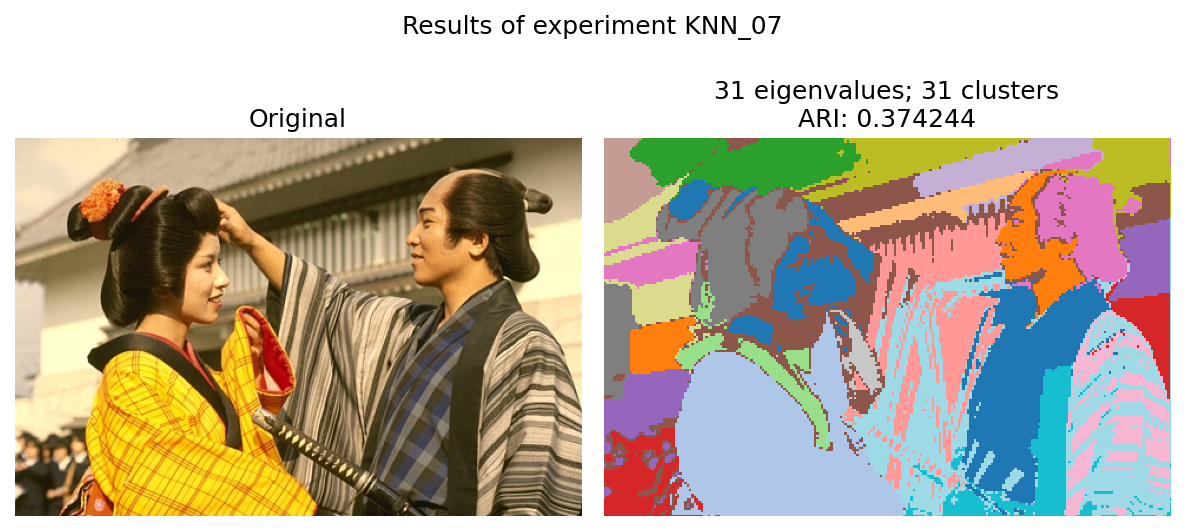 Results of experiment KNN_07
Original
31 eigenvalues; 31 clusters
ARI: 0.374244